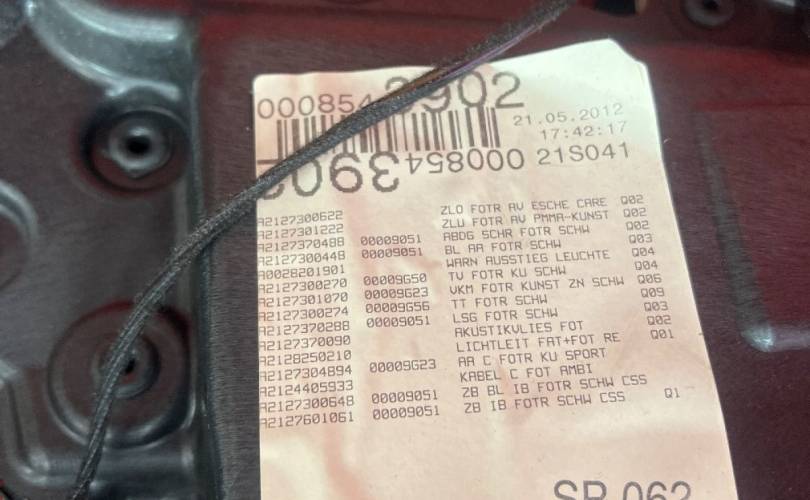 0008543902
21.05.2012
17:42:17
0008543902 21S041
A2127300622 ZLO FOTR AV ESCHE CARE Q02
A2127301222 ZLU FOTR AV PMMA-KUNST Q02
A2127370488 00009051 ABDG SCHR FOTR SCHW Q02
A2127300448 00009051 BL AA FOTR SCHW Q03
A0028201901 WARN AUSSTIEG LEUCHTE Q04
A2127300270 00009G50 TV FOTR KU SCHW Q04
A2127301070 00009G23 VKM FOTR KUNST ZN SCHW Q06
A2127300274 00009G56 TT FOTR SCHW Q09
A2127370288 00009051 LSG FOTR SCHW Q03
A2127370090 AKUSTIKVLIES FOT Q02
A2128250210 LICHTLEIT FAT+FOT RE Q01
A2127304894 00009G23 AA C FOTR KU SPORT
A2124405933 KABEL C FOT AMBI
A2127300648 00009051 ZB BL IB FOTR SCHW CSS
A2127601061 00009051 ZB IB FOTR SCHW CSS Q1